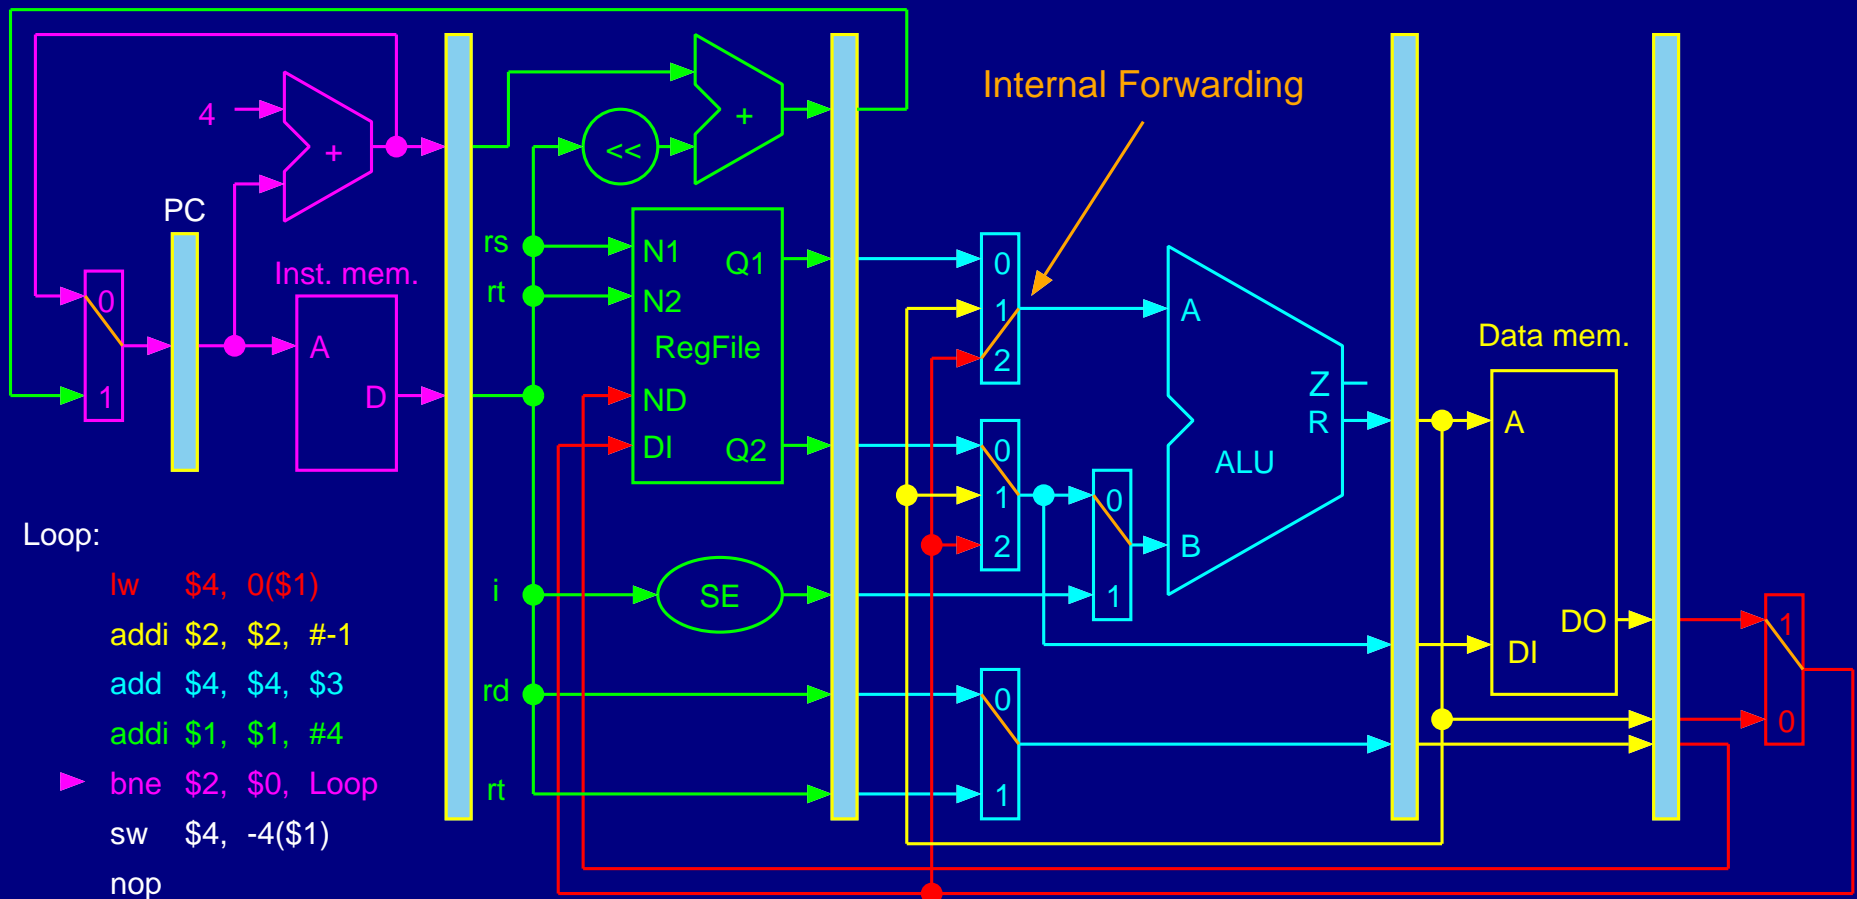 Internal Forwarding
4
+
<<
+
PC
Inst. mem.
0
1
A
D
rs
rt
i
rd
rt
N1
N2
RegFile
ND
DI
Q1
Q2
SE
0
1
2
0
1
2
0
1
0
1
A
B
Z
R
ALU
Data mem.
A
DI
DO
1
0
Loop:
lw $4, 0($1)
addi $2, $2, #-1
add $4, $4, $3
addi $1, $1, #4
bne $2, $0, Loop
sw $4, -4($1)
nop